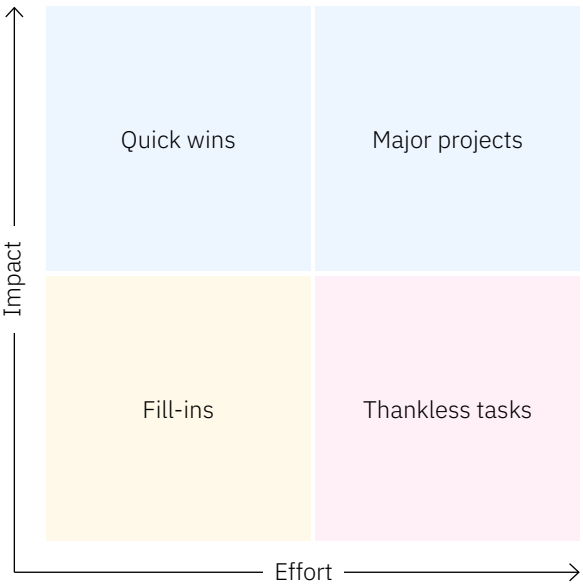 Quick wins
Major projects
Impact
Fill-ins
Thankless tasks
Effort